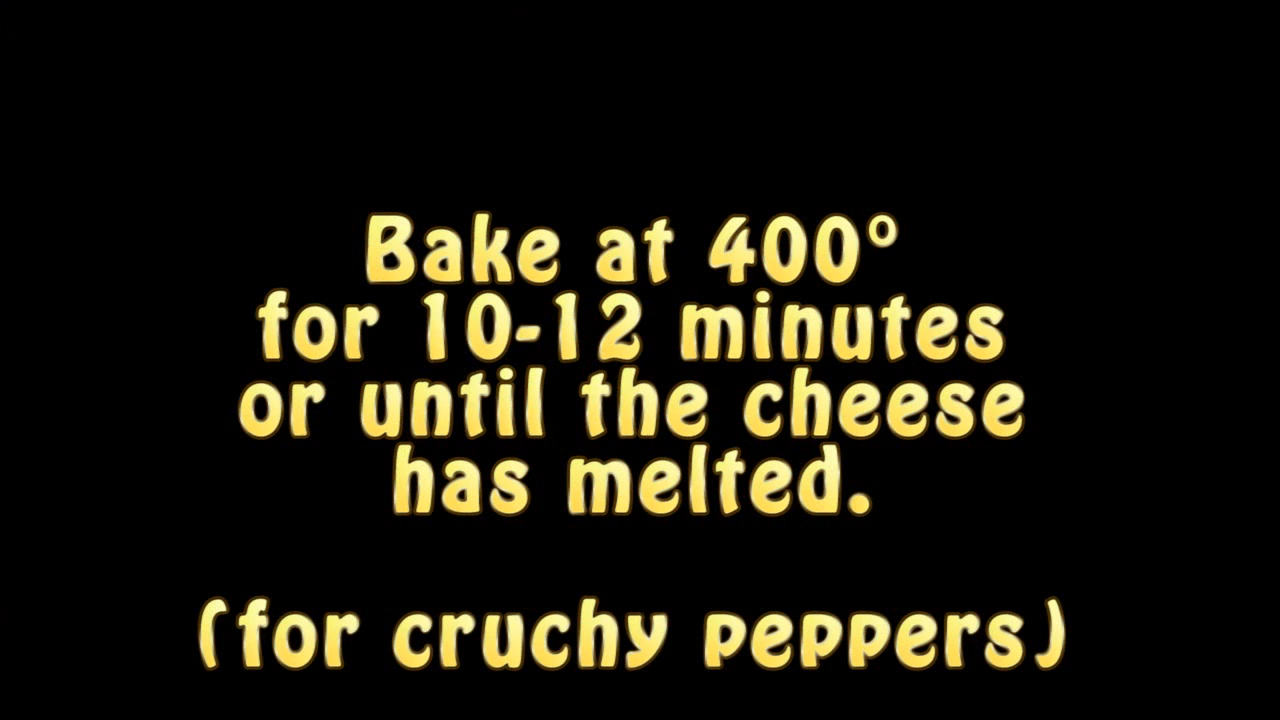 Bake at 400°
for 10-12 minutes
or until the cheese
has melted.
(for cruchy peppers)